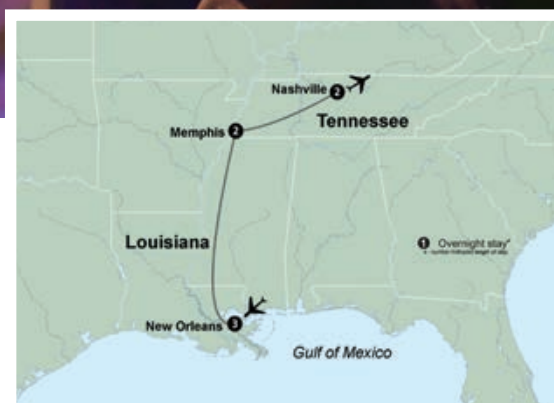 Nashville 2
Tennessee
Memphis 2
Louisiana
1 Overnight stay*
New Orleans 3
Gulf of Mexico